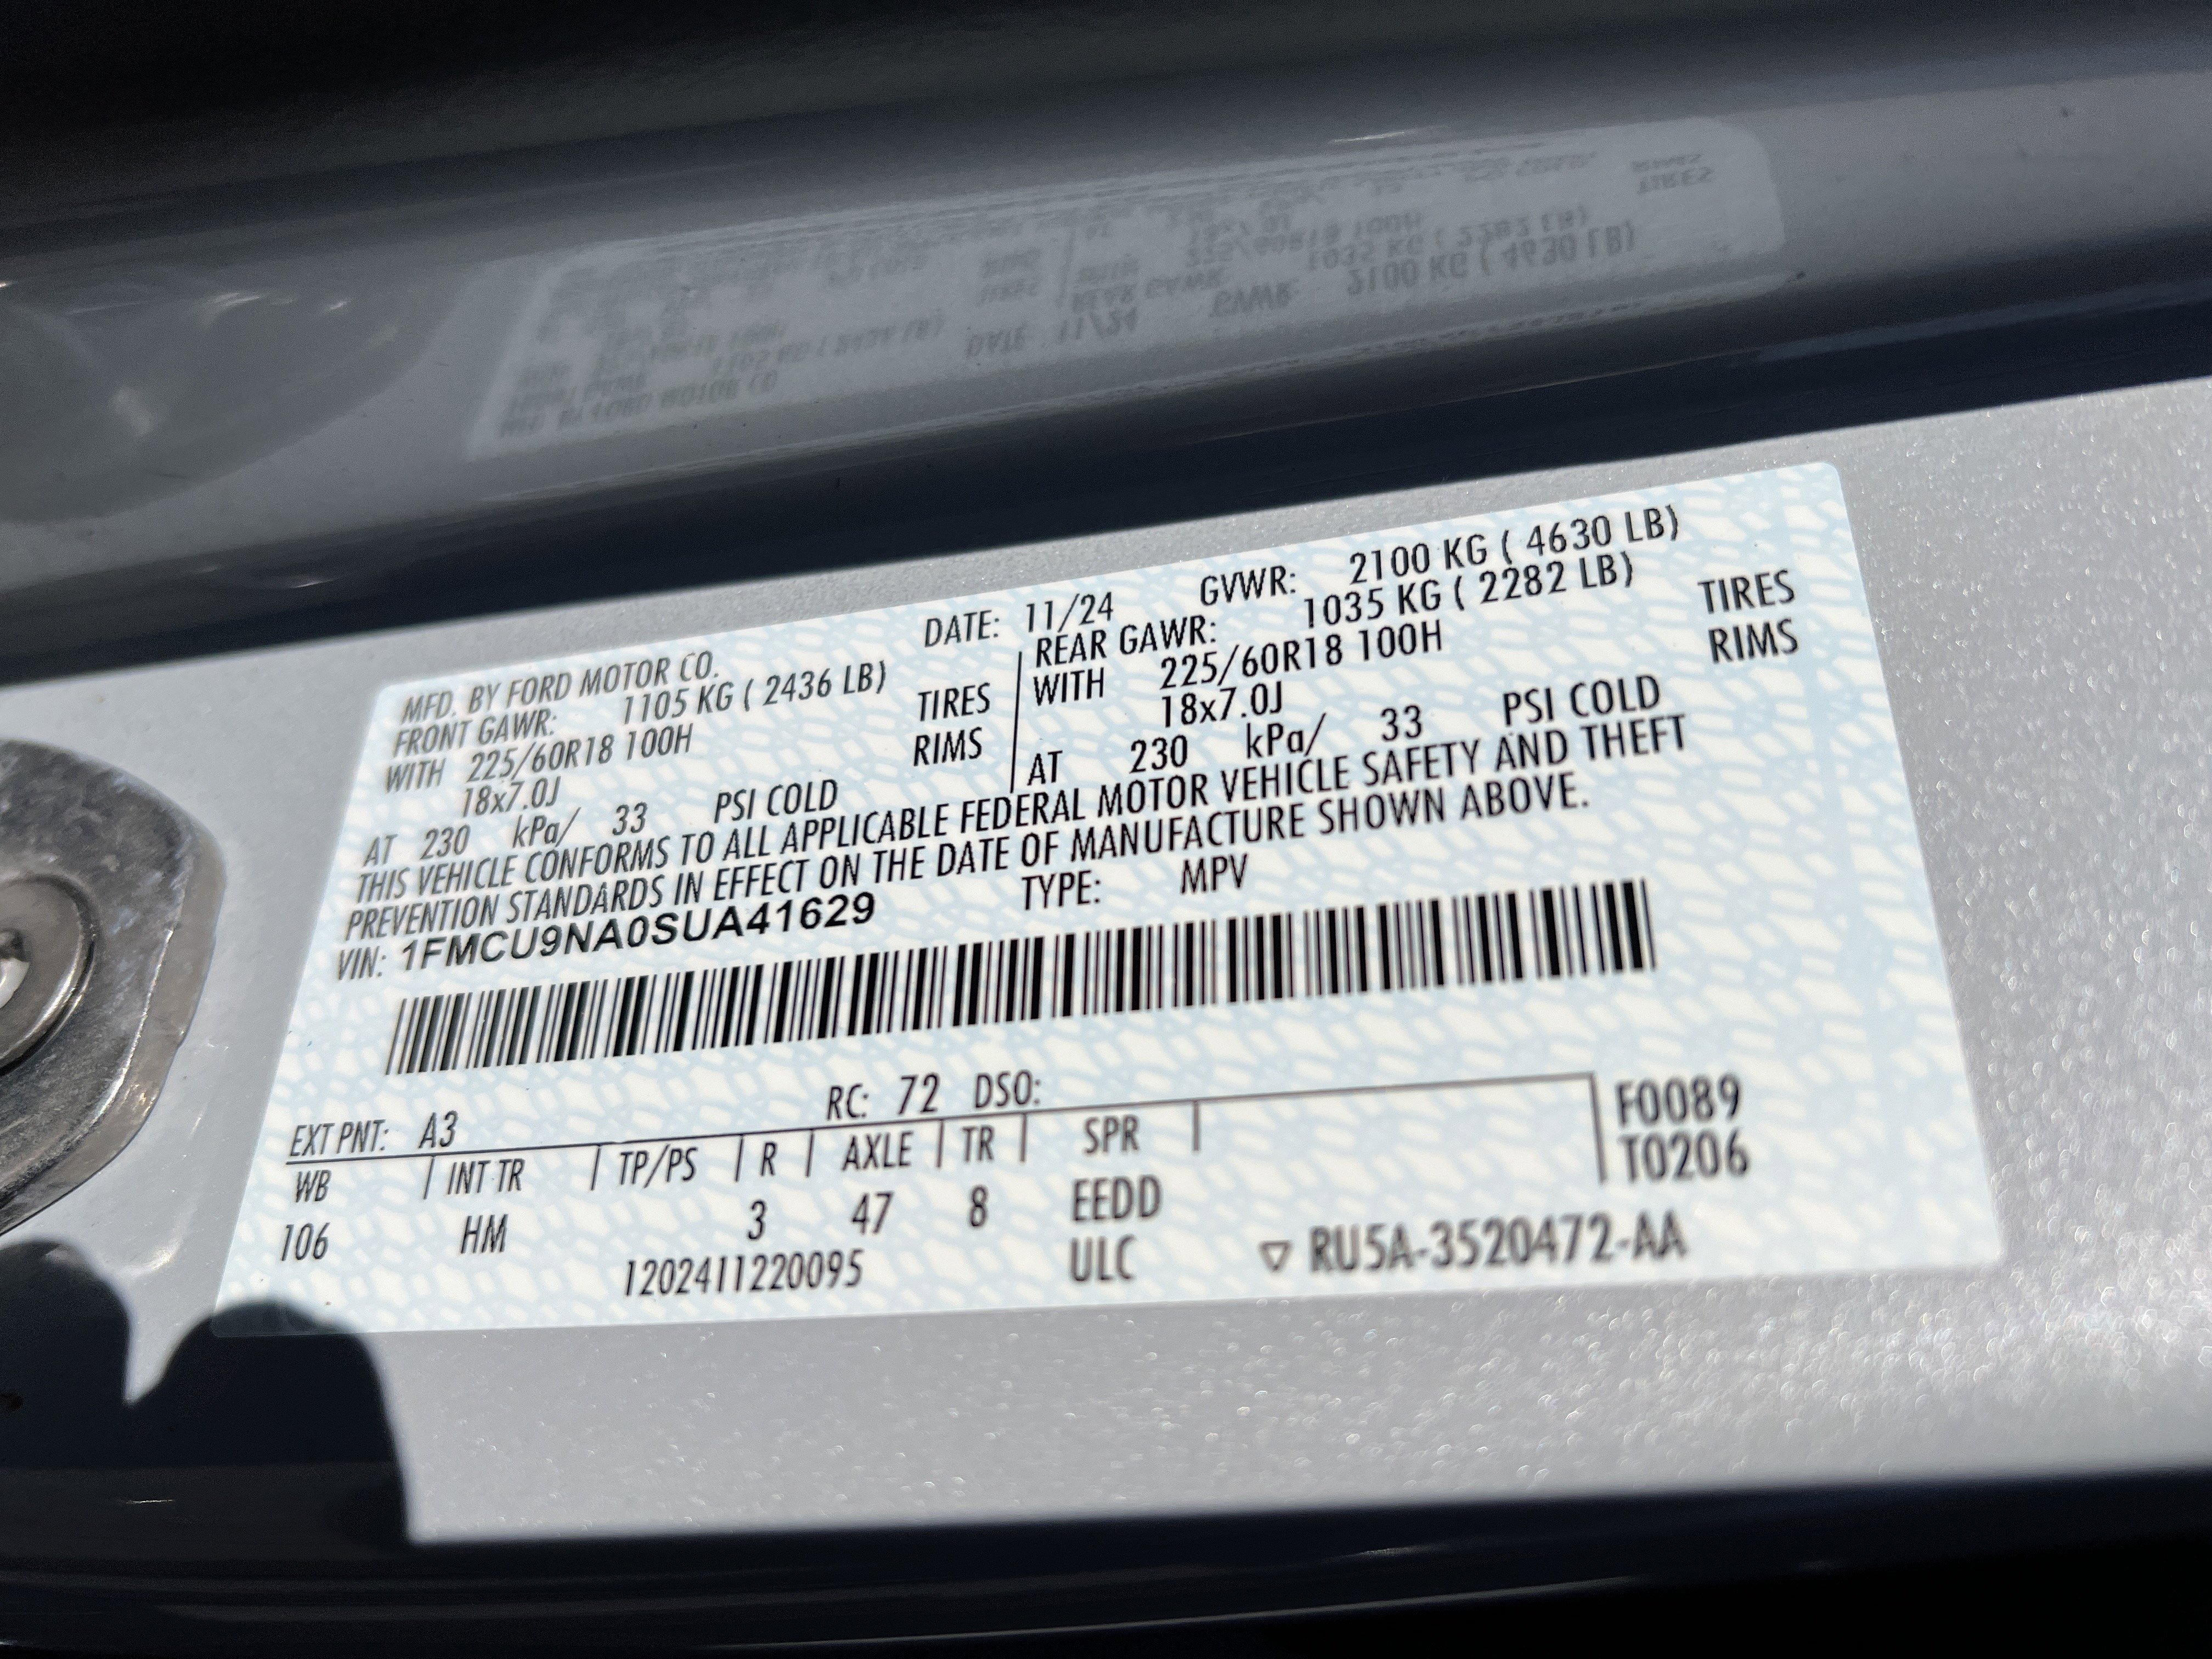 MFD. BY FORD MOTOR CO. DATE: 11/24 GVWR: 2100 KG ( 4630 LB)
FRONT GAWR: 1105 KG ( 2436 LB) REAR GAWR: 1035 KG ( 2282 LB)
WITH 225/60R18 100H TIRES WITH 225/60R18 100H TIRES
18x7.0J RIMS 18x7.0J RIMS
AT 230 kPa/ 33 PSI COLD AT 230 kPa/ 33 PSI COLD
THIS VEHICLE CONFORMS TO ALL APPLICABLE FEDERAL MOTOR VEHICLE SAFETY AND THEFT
PREVENTION STANDARDS IN EFFECT ON THE DATE OF MANUFACTURE SHOWN ABOVE.
VIN: 1FMCU9NA0SUA41629 TYPE: MPV
EXT PNT: A3 RC: 72 DSO: F0089
WB INT TR TP/PS R AXLE TR SPR T0206
106 HM 3 47 8 EEDD
1202411220095 ULC ▽ RU5A-3520472-AA